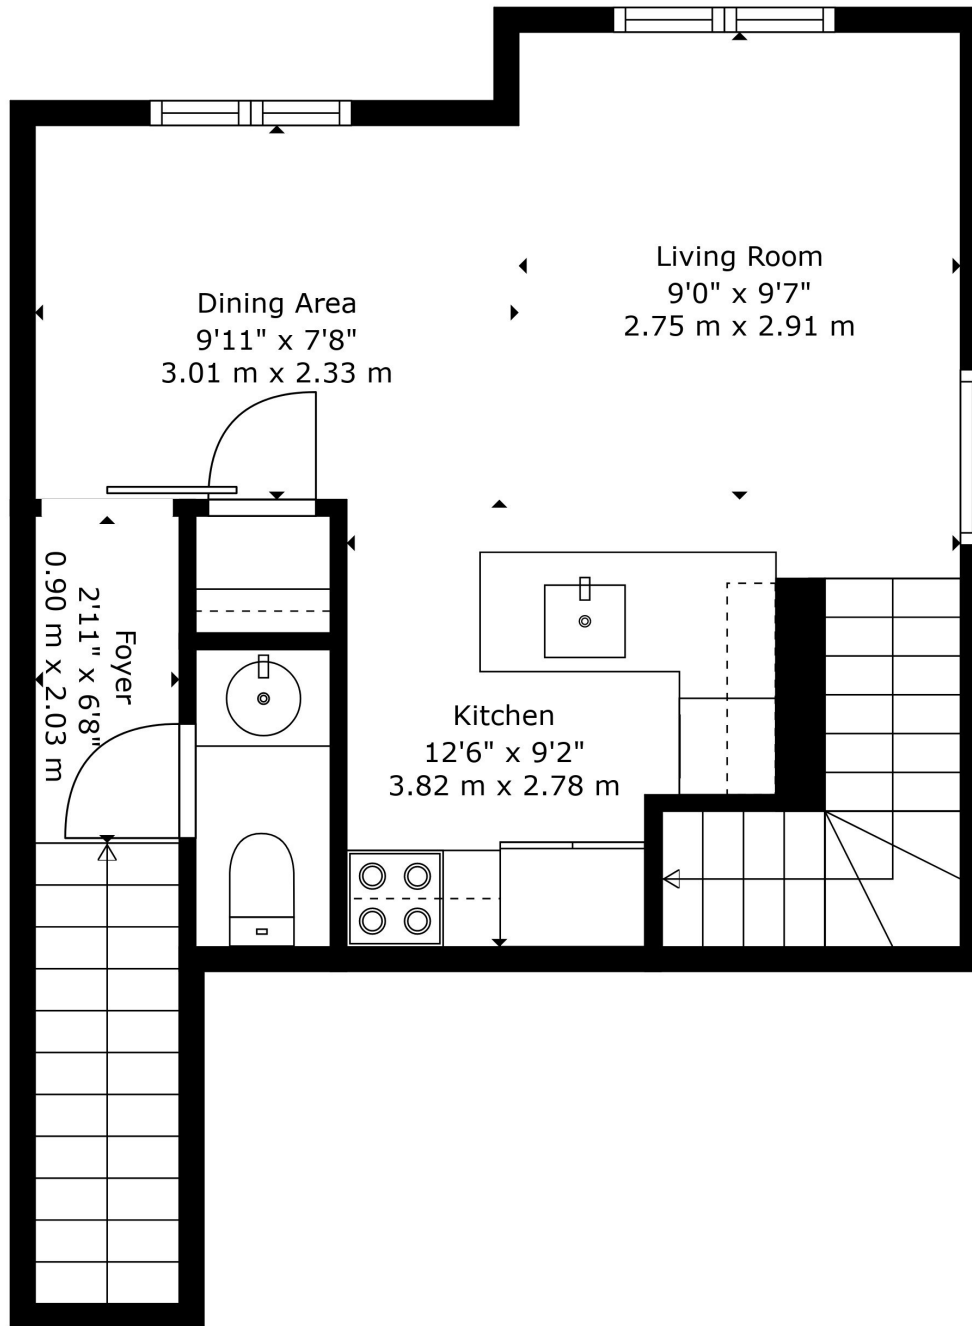 Living Room
9'0" x 9'7"
2.75 m x 2.91 m
Dining Area
9'11" x 7'8"
3.01 m x 2.33 m
Foyer
2'11" x 6'8"
0.90 m x 2.03 m
Kitchen
12'6" x 9'2"
3.82 m x 2.78 m